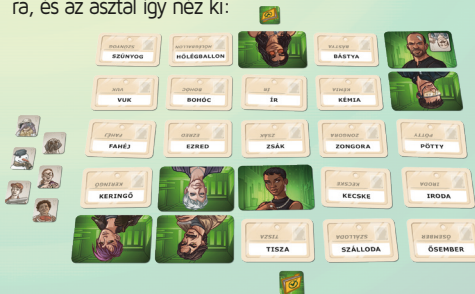 rá, és az asztal így néz ki:
SZÚNYOG HŐLÉGBALLON BÁSTYA
VUK BOHÓC ÍR KÉMIA
FAHÉJ EZRED ZSÁK ZONGORA PÖTTY
KERINGŐ KECSKE IRODA
TISZA SZÁLLODA ŐSEMBER